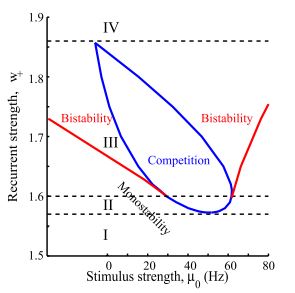 1.9
IV
1.8
Bistability
Bistability
1.7
III
Competition
Recurrent strength, w+
1.6
Monostability
II
I
1.5
0
20
40
60
80
Stimulus strength, μ0 (Hz)